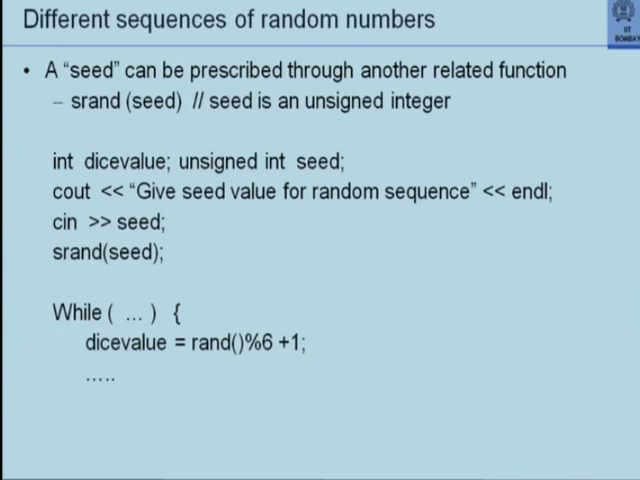 Different sequences of random numbers
IIT
BOMBAY
• A “seed” can be prescribed through another related function
– srand (seed) // seed is an unsigned integer
int dicevalue; unsigned int seed;
cout << “Give seed value for random sequence” << endl;
cin >> seed;
srand(seed);
While ( ... ) {
dicevalue = rand()%6 +1;
.....